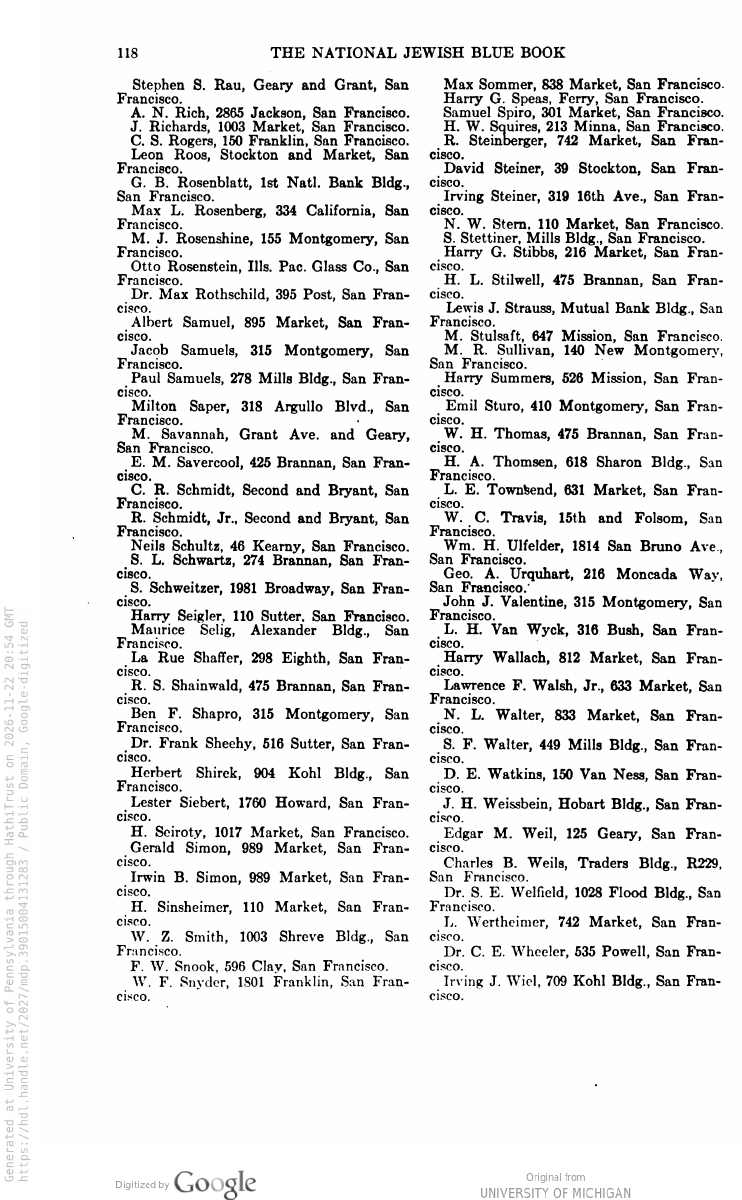 118
THE NATIONAL JEWISH BLUE BOOK
Stephen S. Rau, Geary and Grant, San
Francisco.
A. N. Rich, 2865 Jackson, San Francisco.
J. Richards, 1003 Market, San Francisco.
C. S. Rogers, 150 Franklin, San Francisco.
Leon Roos, Stockton and Market, San
Francisco.
G. B. Rosenblatt, 1st Natl. Bank Bldg.,
San Francisco.
Max L. Rosenberg, 334 California, San
Francisco.
M. J. Rosenshine, 155 Montgomery, San
Francisco.
Otto Rosenstein, Ills. Pac. Glass Co., San
Francisco.
Dr. Max Rothschild, 395 Post, San Fran-
cisco.
Albert Samuel, 895 Market, San Fran-
cisco.
Jacob Samuels, 315 Montgomery, San
Francisco.
Paul Samuels, 278 Mills Bldg., San Fran-
cisco.
Milton Saper, 318 Argullo Blvd., San
Francisco.
M. Savannah, Grant Ave. and Geary,
San Francisco.
E. M. Savercool, 425 Brannan, San Fran-
cisco.
C. R. Schmidt, Second and Bryant, San
Francisco.
R. Schmidt, Jr., Second and Bryant, San
Francisco.
Neils Schultz, 46 Kearny, San Francisco.
S. L. Schwartz, 274 Brannan, San Fran-
cisco.
S. Schweitzer, 1981 Broadway, San Fran-
cisco.
Harry Seigler, 110 Sutter, San Francisco.
Maurice Selig, Alexander Bldg., San
Francisco.
La Rue Shaffer, 298 Eighth, San Fran-
cisco.
R. S. Shainwald, 475 Brannan, San Fran-
cisco.
Ben F. Shapro, 315 Montgomery, San
Francisco.
Dr. Frank Sheehy, 516 Sutter, San Fran-
cisco.
Herbert Shirek, 904 Kohl Bldg., San
Francisco.
Lester Siebert, 1760 Howard, San Fran-
cisco.
H. Sciroty, 1017 Market, San Francisco.
Gerald Simon, 989 Market, San Fran-
cisco.
Irwin B. Simon, 989 Market, San Fran-
cisco.
H. Sinsheimer, 110 Market, San Fran-
cisco.
W. Z. Smith, 1003 Shreve Bldg., San
Francisco.
F. W. Snook, 596 Clay, San Francisco.
W. F. Snyder, 1801 Franklin, San Fran-
cisco.
Max Sommer, 838 Market, San Francisco.
Harry G. Speas, Ferry, San Francisco.
Samuel Spiro, 301 Market, San Francisco.
H. W. Squires, 213 Minna, San Francisco.
R. Steinberger, 742 Market, San Fran-
cisco.
David Steiner, 39 Stockton, San Fran-
cisco.
Irving Steiner, 319 16th Ave., San Fran-
cisco.
N. W. Stern, 110 Market, San Francisco.
S. Stettiner, Mills Bldg., San Francisco.
Harry G. Stibbs, 216 Market, San Fran-
cisco.
H. L. Stilwell, 475 Brannan, San Fran-
cisco.
Lewis J. Strauss, Mutual Bank Bldg., San
Francisco.
M. Stulsaft, 647 Mission, San Francisco.
M. R. Sullivan, 140 New Montgomery,
San Francisco.
Harry Summers, 526 Mission, San Fran-
cisco.
Emil Sturo, 410 Montgomery, San Fran-
cisco.
W. H. Thomas, 475 Brannan, San Fran-
cisco.
H. A. Thomsen, 618 Sharon Bldg., San
Francisco.
L. E. Townsend, 631 Market, San Fran-
cisco.
W. C. Travis, 15th and Folsom, San
Francisco.
Wm. H. Ulfelder, 1814 San Bruno Ave.,
San Francisco.
Geo. A. Urquhart, 216 Moncada Way,
San Francisco.
John J. Valentine, 315 Montgomery, San
Francisco.
L. H. Van Wyck, 316 Bush, San Fran-
cisco.
Harry Wallach, 812 Market, San Fran-
cisco.
Lawrence F. Walsh, Jr., 633 Market, San
Francisco.
N. L. Walter, 833 Market, San Fran-
cisco.
S. F. Walter, 449 Mills Bldg., San Fran-
cisco.
D. E. Watkins, 150 Van Ness, San Fran-
cisco.
J. H. Weissbein, Hobart Bldg., San Fran-
cisco.
Edgar M. Weil, 125 Geary, San Fran-
cisco.
Charles B. Weils, Traders Bldg., R229,
San Francisco.
Dr. S. E. Welfield, 1028 Flood Bldg., San
Francisco.
L. Wertheimer, 742 Market, San Fran-
cisco.
Dr. C. E. Wheeler, 535 Powell, San Fran-
cisco.
Irving J. Wiel, 709 Kohl Bldg., San Fran-
cisco.
Generated at University of Pennsylvania through HathiTrust on 2026-11-22 20:54 GMT
https://hdl.handle.net/2027/mdp.39015004131283 / Public Domain, Google-digitized
Digitized by Google
Original from
UNIVERSITY OF MICHIGAN